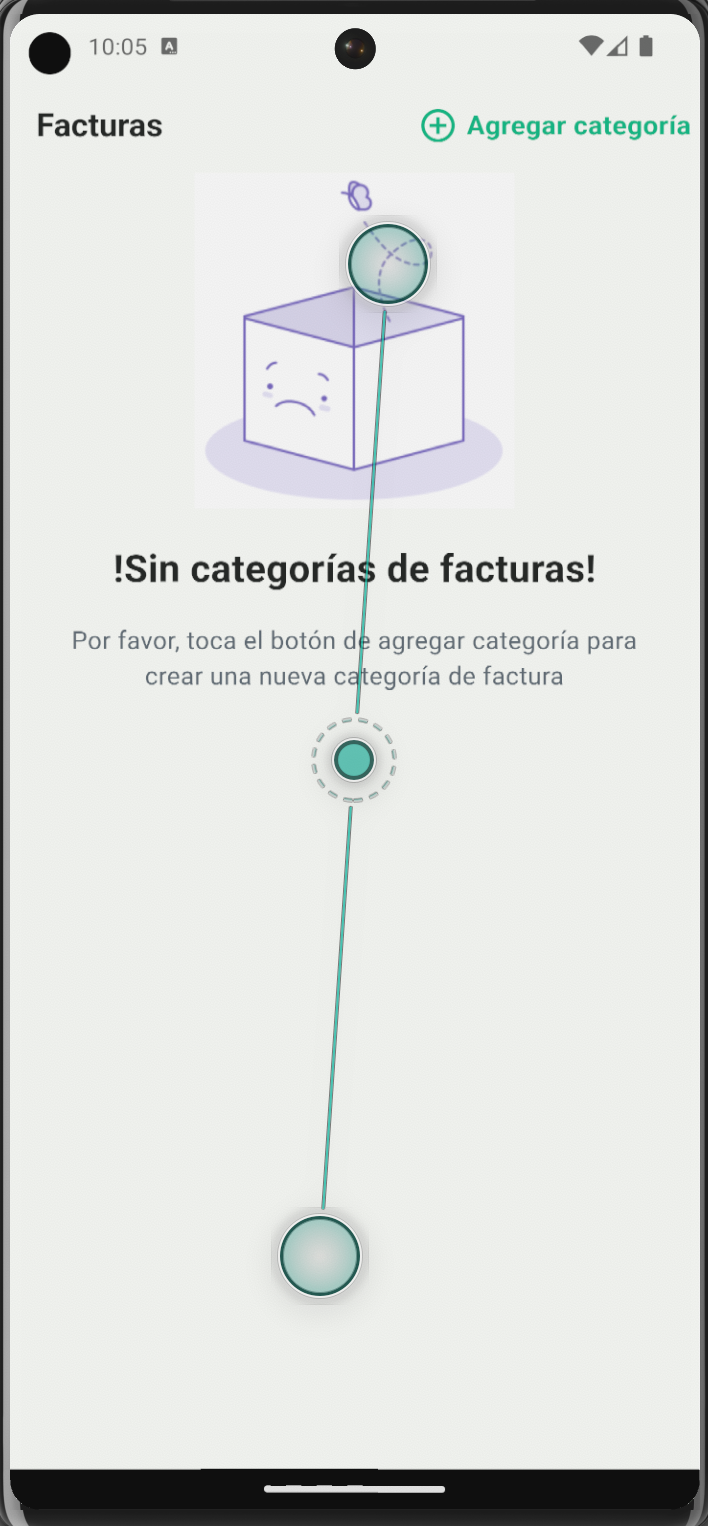 10:05
Facturas
Agregar categoría
!Sin categorías de facturas!
Por favor, toca el botón de agregar categoría para
crear una nueva categoría de factura